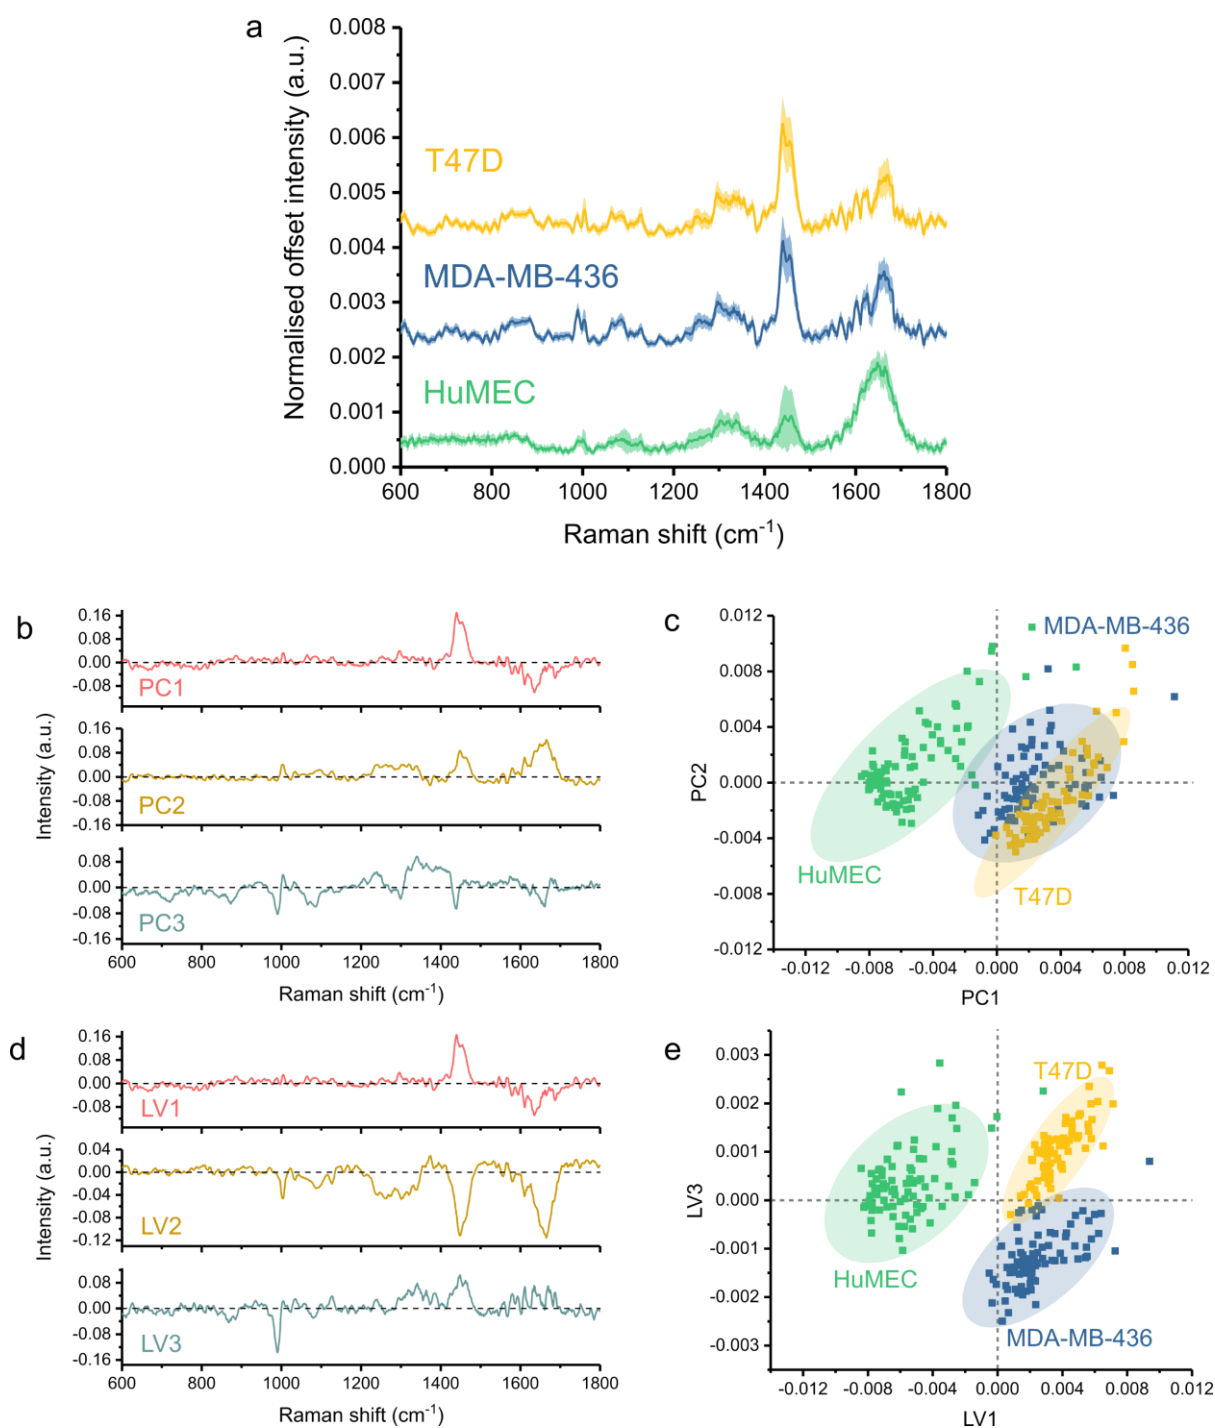 a
Normalised offset intensity (a.u.)
0.008
0.007
0.006
0.005
0.004
0.003
0.002
0.001
0.000
T47D
MDA-MB-436
HuMEC
600 800 1000 1200 1400 1600 1800
Raman shift (cm⁻¹)
b
Intensity (a.u.)
0.16
0.08
0.00
-0.08
PC1
0.16
0.08
0.00
-0.08
-0.16
PC2
0.08
0.00
-0.08
-0.16
PC3
600 800 1000 1200 1400 1600 1800
Raman shift (cm⁻¹)
c
PC2
0.012
0.008
0.004
0.000
-0.004
-0.008
-0.012
MDA-MB-436
HuMEC
T47D
-0.012 -0.008 -0.004 0.000 0.004 0.008 0.012
PC1
d
Intensity (a.u.)
0.16
0.08
0.00
-0.08
LV1
0.04
0.00
-0.04
-0.12
LV2
0.08
0.00
-0.08
-0.16
LV3
600 800 1000 1200 1400 1600 1800
Raman shift (cm⁻¹)
e
LV3
0.003
0.002
0.001
0.000
-0.001
-0.002
-0.003
T47D
HuMEC
MDA-MB-436
-0.012 -0.008 -0.004 0.000 0.004 0.008 0.012
LV1